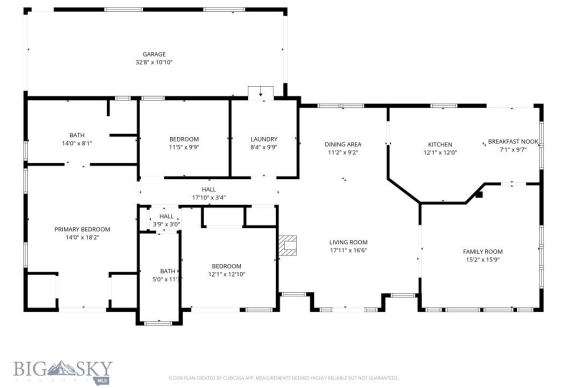 GARAGE
32'8" x 10'10"
BATH
14'0" x 8'1"
BEDROOM
11'5" x 9'9"
LAUNDRY
8'4" x 9'9"
DINING AREA
11'2" x 9'2"
KITCHEN
12'1" x 12'0"
BREAKFAST NOOK
7'1" x 9'7"
HALL
17'10" x 3'4"
HALL
3'9" x 3'0"
PRIMARY BEDROOM
14'0" x 18'2"
LIVING ROOM
17'11" x 16'6"
FAMILY ROOM
15'2" x 15'9"
BATH
5'0" x 11'
BEDROOM
12'1" x 12'10"
BIG SKY
COUNTRY MLS
FLOOR PLAN CREATED BY CUBICASA APP. MEASUREMENTS DEEMED HIGHLY RELIABLE BUT NOT GUARANTEED.